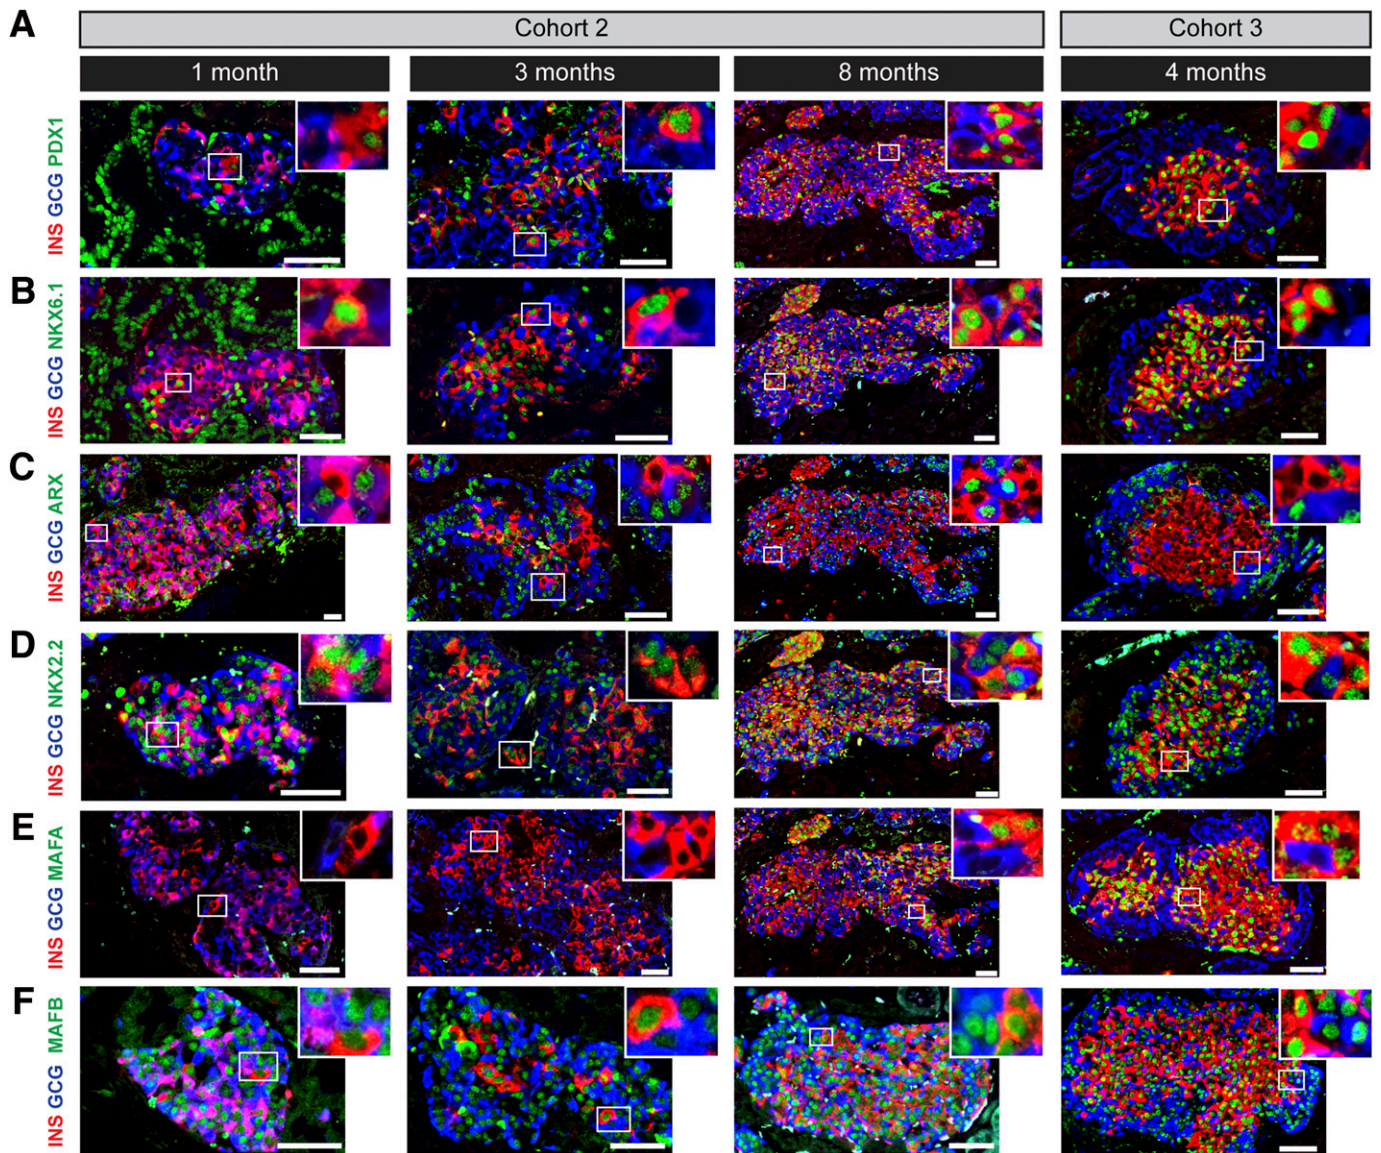 A
Cohort 2
Cohort 3
1 month
3 months
8 months
4 months
INS GCG PDX1
B
INS GCG NKX6.1
C
INS GCG ARX
D
INS GCG NKX2.2
E
INS GCG MAFA
F
INS GCG MAFB